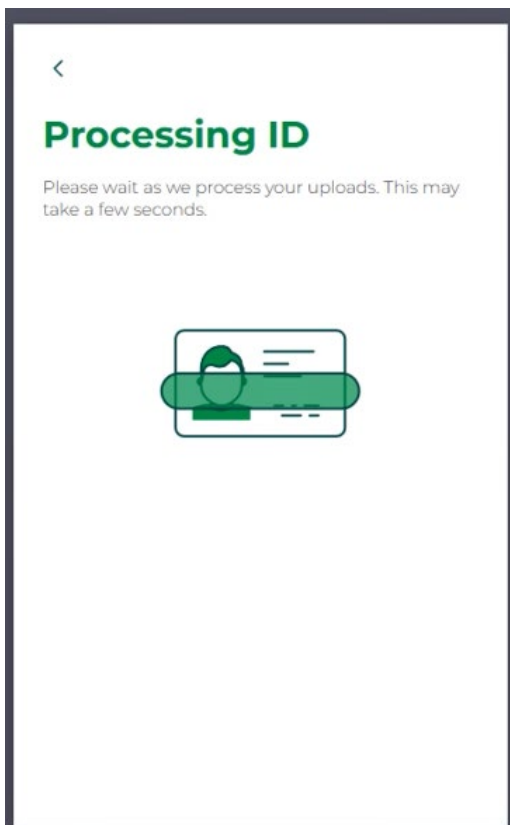 Processing ID
Please wait as we process your uploads. This may
take a few seconds.